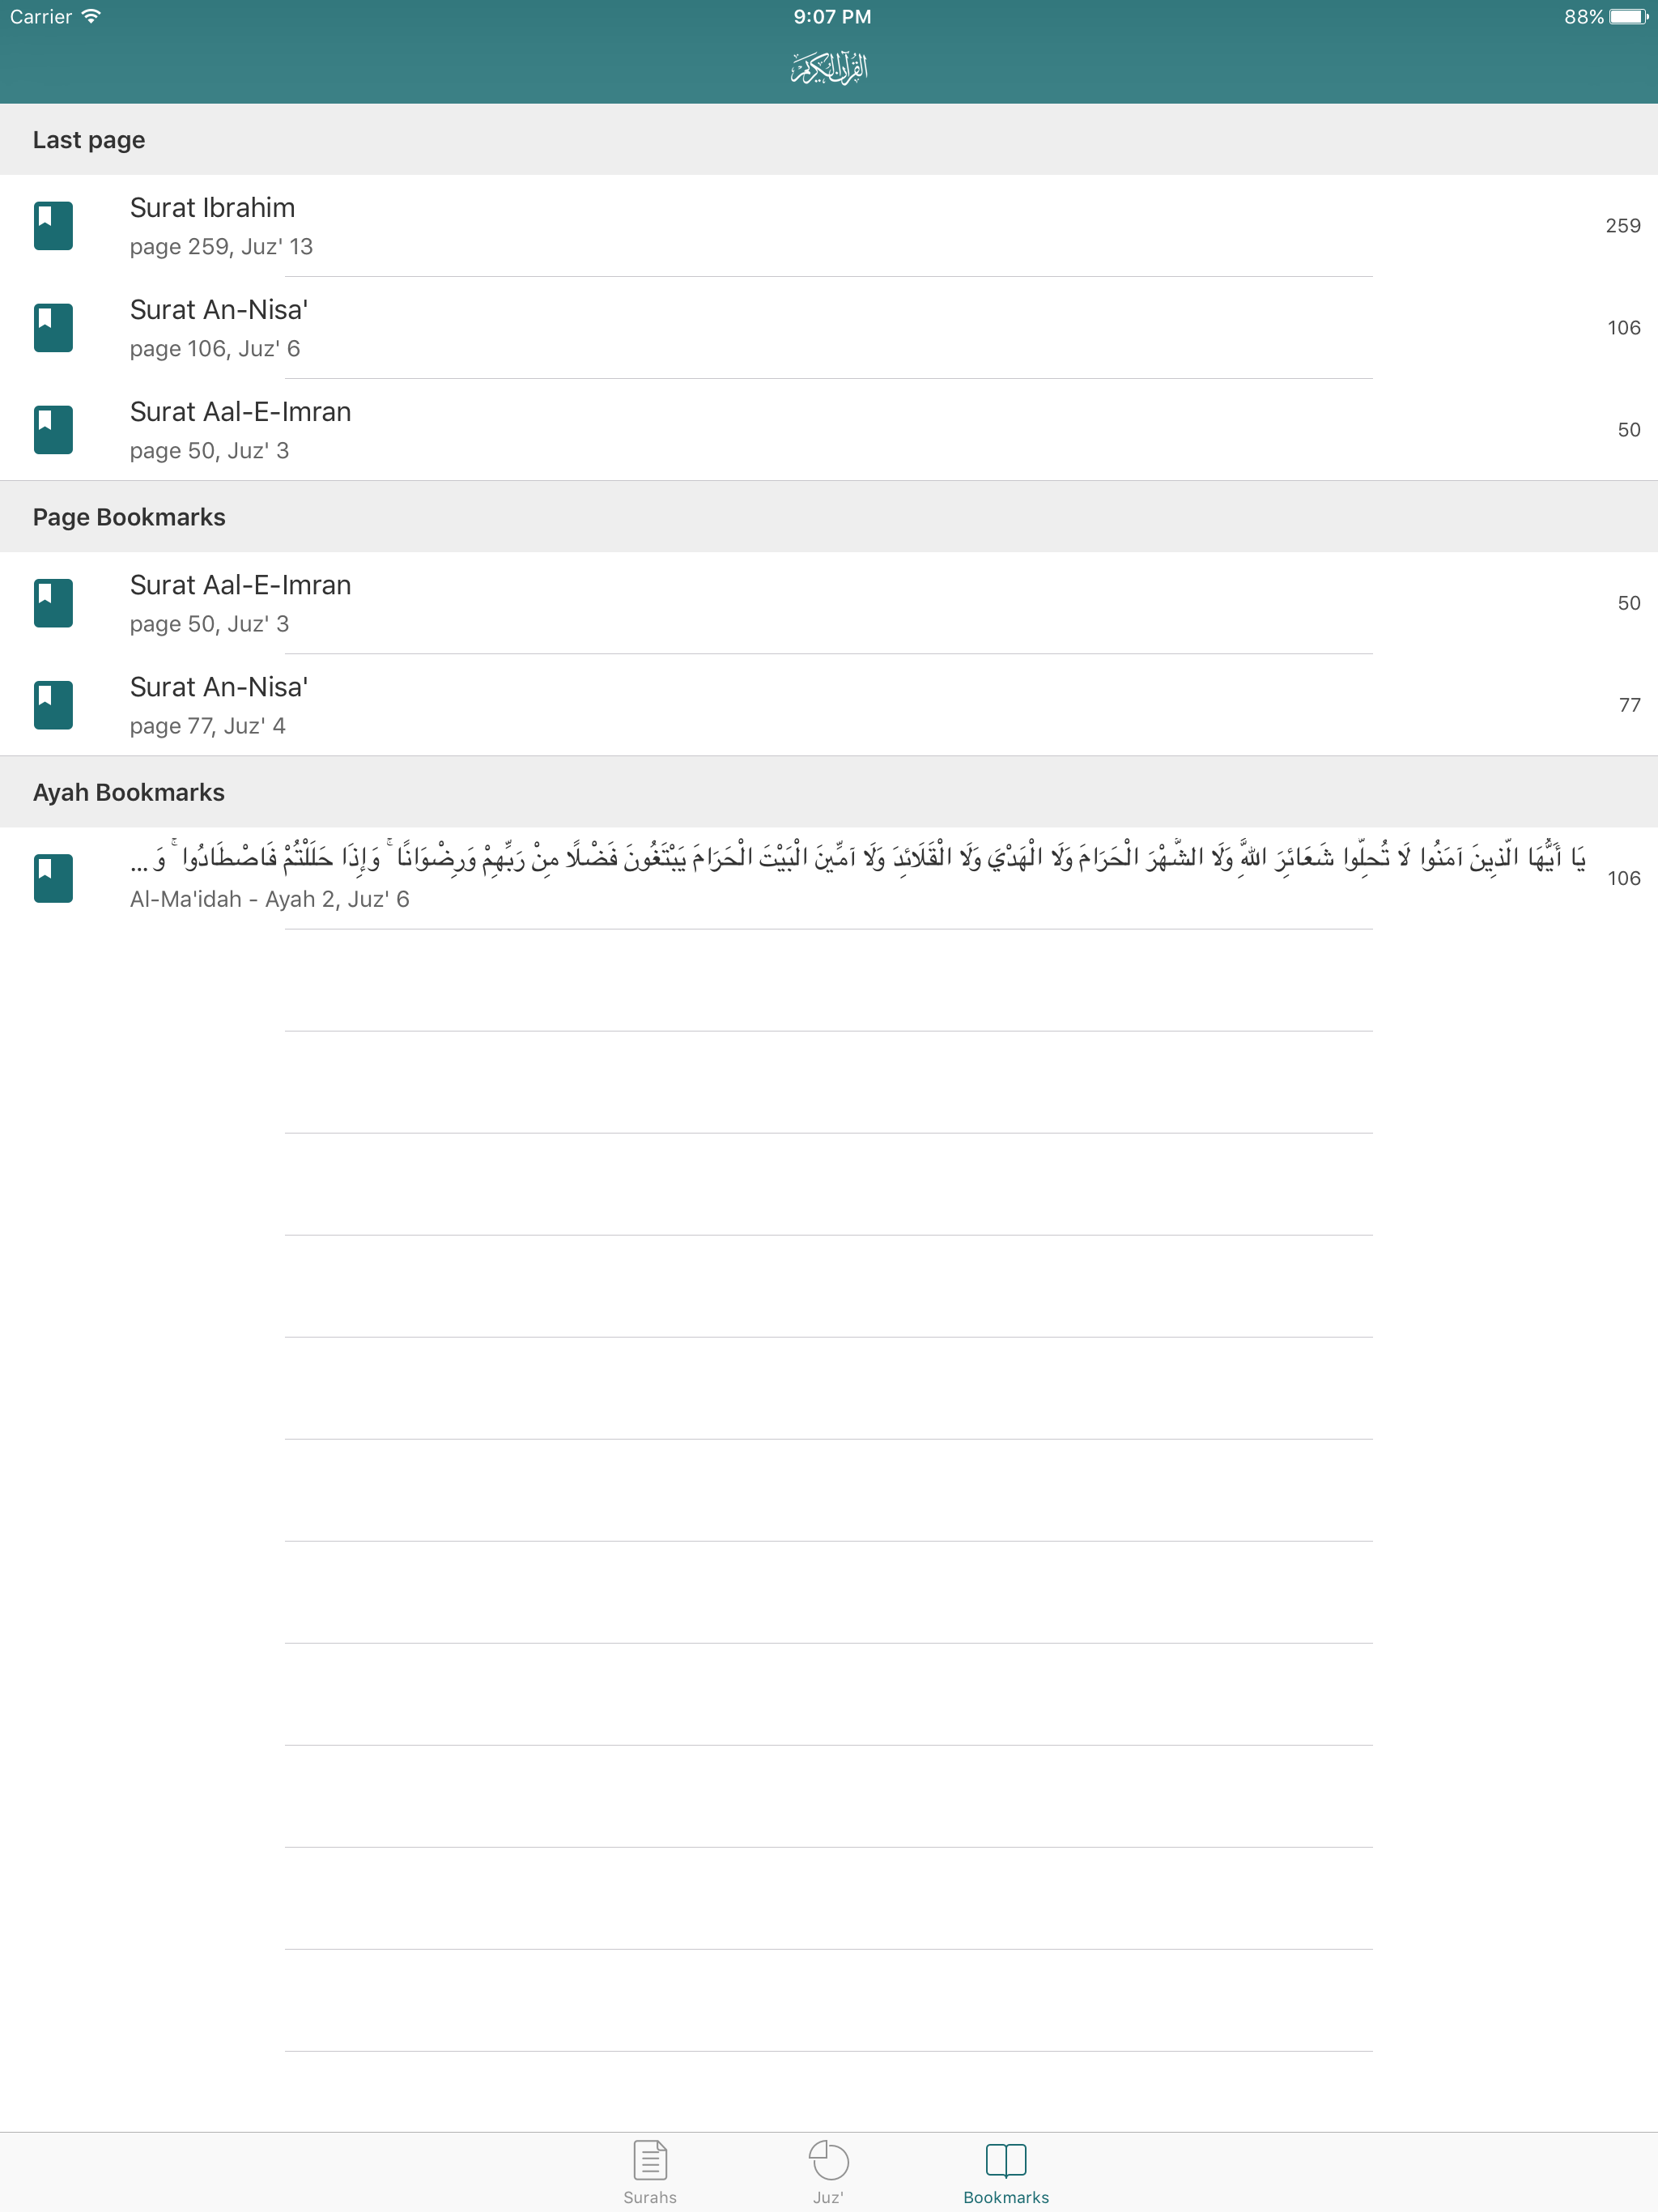 Carrier
9:07 PM
88%
القرآن الكريم
Last page
Surat Ibrahim
page 259, Juz' 13
259
Surat An-Nisa'
page 106, Juz' 6
106
Surat Aal-E-Imran
page 50, Juz' 3
50
Page Bookmarks
Surat Aal-E-Imran
page 50, Juz' 3
50
Surat An-Nisa'
page 77, Juz' 4
77
Ayah Bookmarks
يَا أَيُّهَا الَّذِينَ آمَنُوا لَا تُحِلُّوا شَعَائِرَ اللَّهِ وَلَا الشَّهْرَ الْحَرَامَ وَلَا الْهَدْيَ وَلَا الْقَلَائِدَ وَلَا آمِّينَ الْبَيْتَ الْحَرَامَ يَبْتَغُونَ فَضْلًا مِنْ رَبِّهِمْ وَرِضْوَانًا ۚ وَإِذَا حَلَلْتُمْ فَاصْطَادُوا ۚ وَ...
Al-Ma'idah - Ayah 2, Juz' 6
106
Surahs
Juz'
Bookmarks